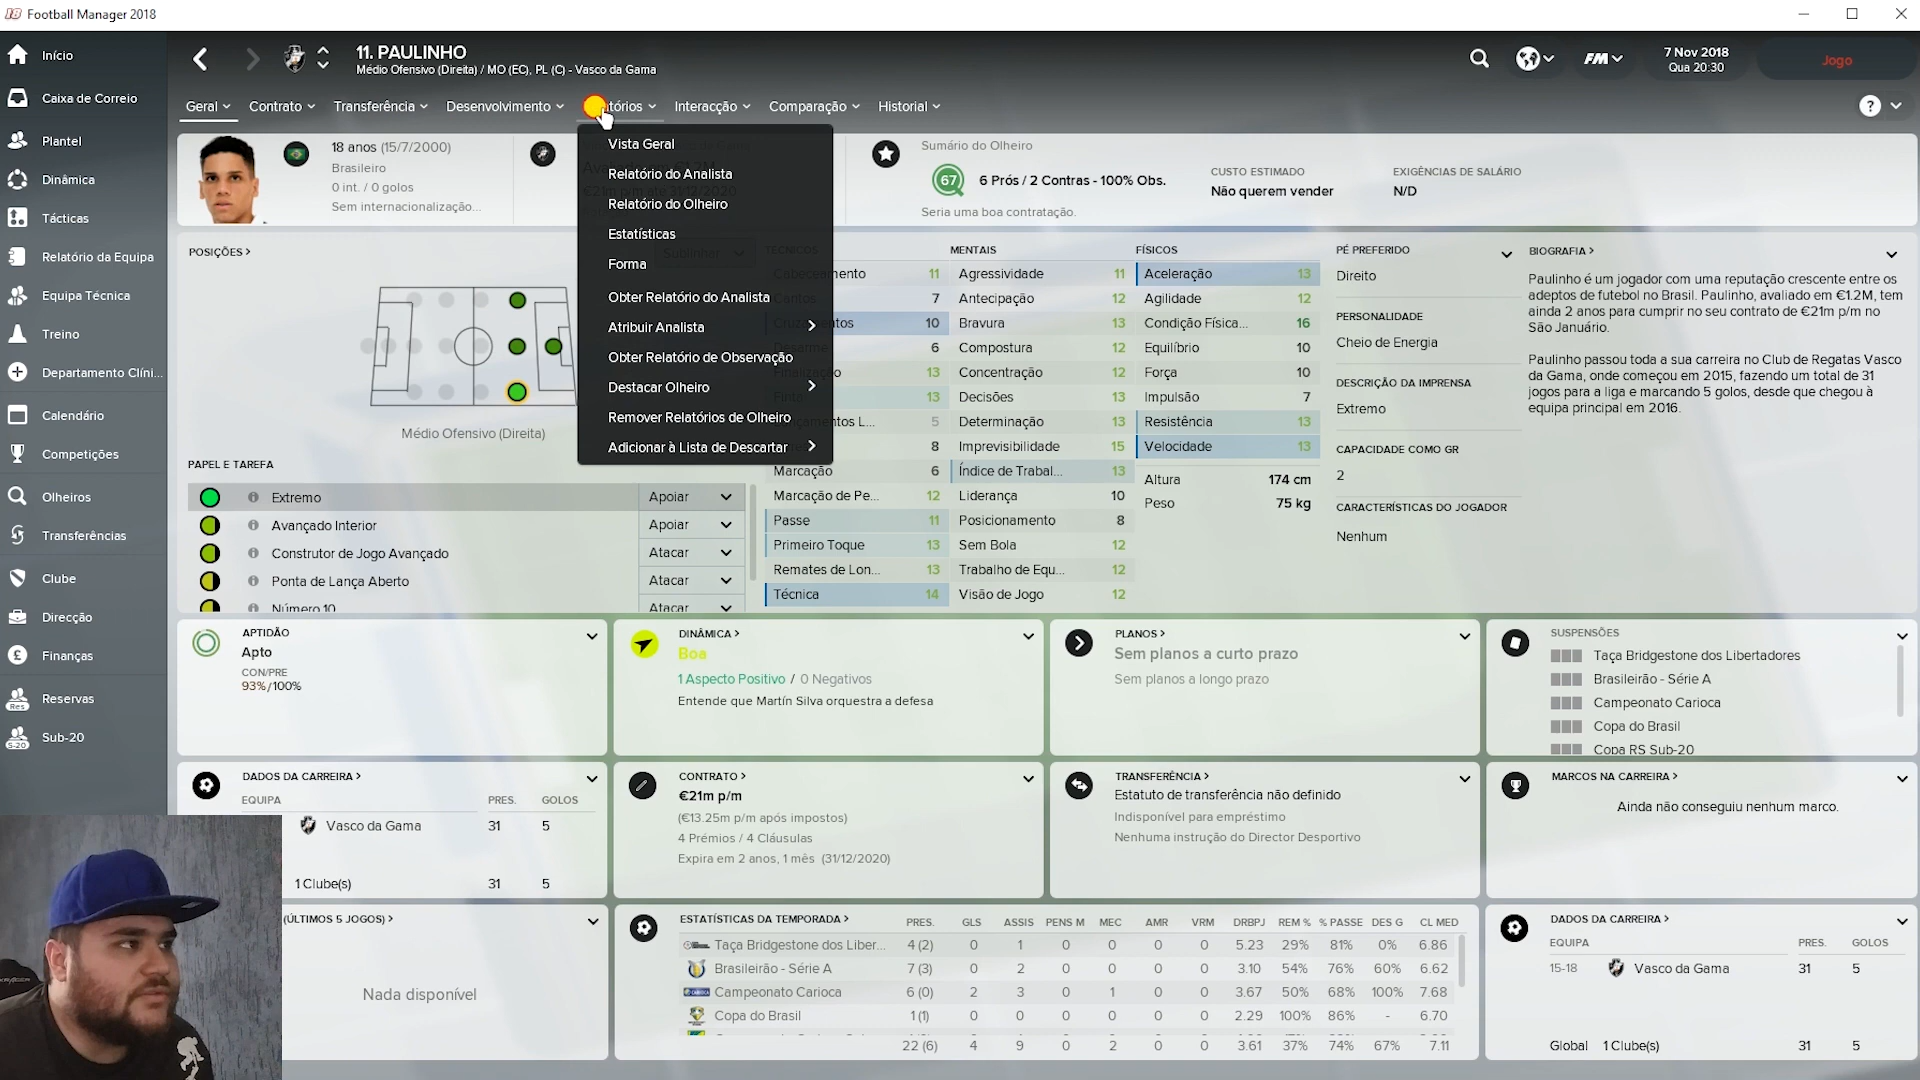 Football Manager 2018
Início
Caixa de Correio
Plantel
Dinâmica
Tácticas
Relatório da Equipa
Equipa Técnica
Treino
Departamento Clíni...
Calendário
Competições
Olheiros
Transferências
Clube
Direcção
Finanças
Reservas
Sub-20
11. PAULINHO
Médio Ofensivo (Direita) / MO (EC), PL (C) - Vasco da Gama
FM
7 Nov 2018
Qua 20:30
Jogo
Geral
Contrato
Transferência
Desenvolvimento
Interacção
Comparação
Historial
?
Vista Geral
Relatório do Analista
Relatório do Olheiro
Estatísticas
Forma
Obter Relatório do Analista
Atribuir Analista
Obter Relatório de Observação
Destacar Olheiro
Remover Relatórios de Olheiro
Adicionar à Lista de Descartar
18 anos (15/7/2000)
Brasileiro
0 int. / 0 golos
Sem internacionalização...
Sumário do Olheiro
67
6 Prós / 2 Contras - 100% Obs.
Seria uma boa contratação.
CUSTO ESTIMADO
Não querem vender
EXIGÊNCIAS DE SALÁRIO
N/D
POSIÇÕES >
Médio Ofensivo (Direita)
PAPEL E TAREFA
Extremo Apoiar
Avançado Interior Apoiar
Construtor de Jogo Avançado Atacar
Ponta de Lança Aberto Atacar
Número 10 Atacar
11
7
10
6
13
13
5
8
Marcação 6
Marcação de Pe... 12
Passe 11
Primeiro Toque 13
Remates de Lon... 13
Técnica 14
MENTAIS
Agressividade 11
Antecipação 12
Bravura 13
Compostura 12
Concentração 12
Decisões 13
Determinação 13
Imprevisibilidade 15
Índice de Trabal... 13
Liderança 10
Posicionamento 8
Sem Bola 12
Trabalho de Equ... 12
Visão de Jogo 12
FÍSICOS
Aceleração 13
Agilidade 12
Condição Física... 16
Equilíbrio 10
Força 10
Impulsão 7
Resistência 13
Velocidade 13
Altura 174 cm
Peso 75 kg
PÉ PREFERIDO
Direito
PERSONALIDADE
Cheio de Energia
DESCRIÇÃO DA IMPRENSA
Extremo
CAPACIDADE COMO GR
2
CARACTERÍSTICAS DO JOGADOR
Nenhum
BIOGRAFIA >
Paulinho é um jogador com uma reputação crescente entre os
adeptos de futebol no Brasil. Paulinho, avaliado em €1.2M, tem
ainda 2 anos para cumprir no seu contrato de €21m p/m no
São Januário.
Paulinho passou toda a sua carreira no Club de Regatas Vasco
da Gama, onde começou em 2015, fazendo um total de 31
jogos para a liga e marcando 5 golos, desde que chegou à
equipa principal em 2016.
APTIDÃO
Apto
CON/PRE
93%/100%
DINÂMICA >
Boa
1 Aspecto Positivo / 0 Negativos
Entende que Martín Silva orquestra a defesa
PLANOS >
Sem planos a curto prazo
Sem planos a longo prazo
SUSPENSÕES
Taça Bridgestone dos Libertadores
Brasileirão - Série A
Campeonato Carioca
Copa do Brasil
Copa RS Sub-20
DADOS DA CARREIRA >
EQUIPA PRES. GOLOS
Vasco da Gama 31 5
1 Clube(s) 31 5
CONTRATO >
€21m p/m
(€13.25m p/m após impostos)
4 Prémios / 4 Cláusulas
Expira em 2 anos, 1 mês (31/12/2020)
TRANSFERÊNCIA >
Estatuto de transferência não definido
Indisponível para empréstimo
Nenhuma instrução do Director Desportivo
MARCOS NA CARREIRA >
Ainda não conseguiu nenhum marco.
(ÚLTIMOS 5 JOGOS) >
Nada disponível
ESTATÍSTICAS DA TEMPORADA > PRES. GLS ASSIS PENS M MEC AMR VRM DRBPJ REM % % PASSE DES G CL MED
Taça Bridgestone dos Liber... 4 (2) 0 1 0 0 0 0 5.23 29% 81% 0% 6.86
Brasileirão - Série A 7 (3) 0 2 0 0 0 0 3.10 54% 76% 60% 6.62
Campeonato Carioca 6 (0) 2 3 0 1 0 0 3.67 50% 68% 100% 7.68
Copa do Brasil 1 (1) 0 0 0 0 0 0 2.29 100% 86% - 6.70
22 (6) 4 9 0 2 0 0 3.61 37% 74% 67% 7.11
DADOS DA CARREIRA >
EQUIPA PRES. GOLOS
15-18 Vasco da Gama 31 5
Global 1 Clube(s) 31 5